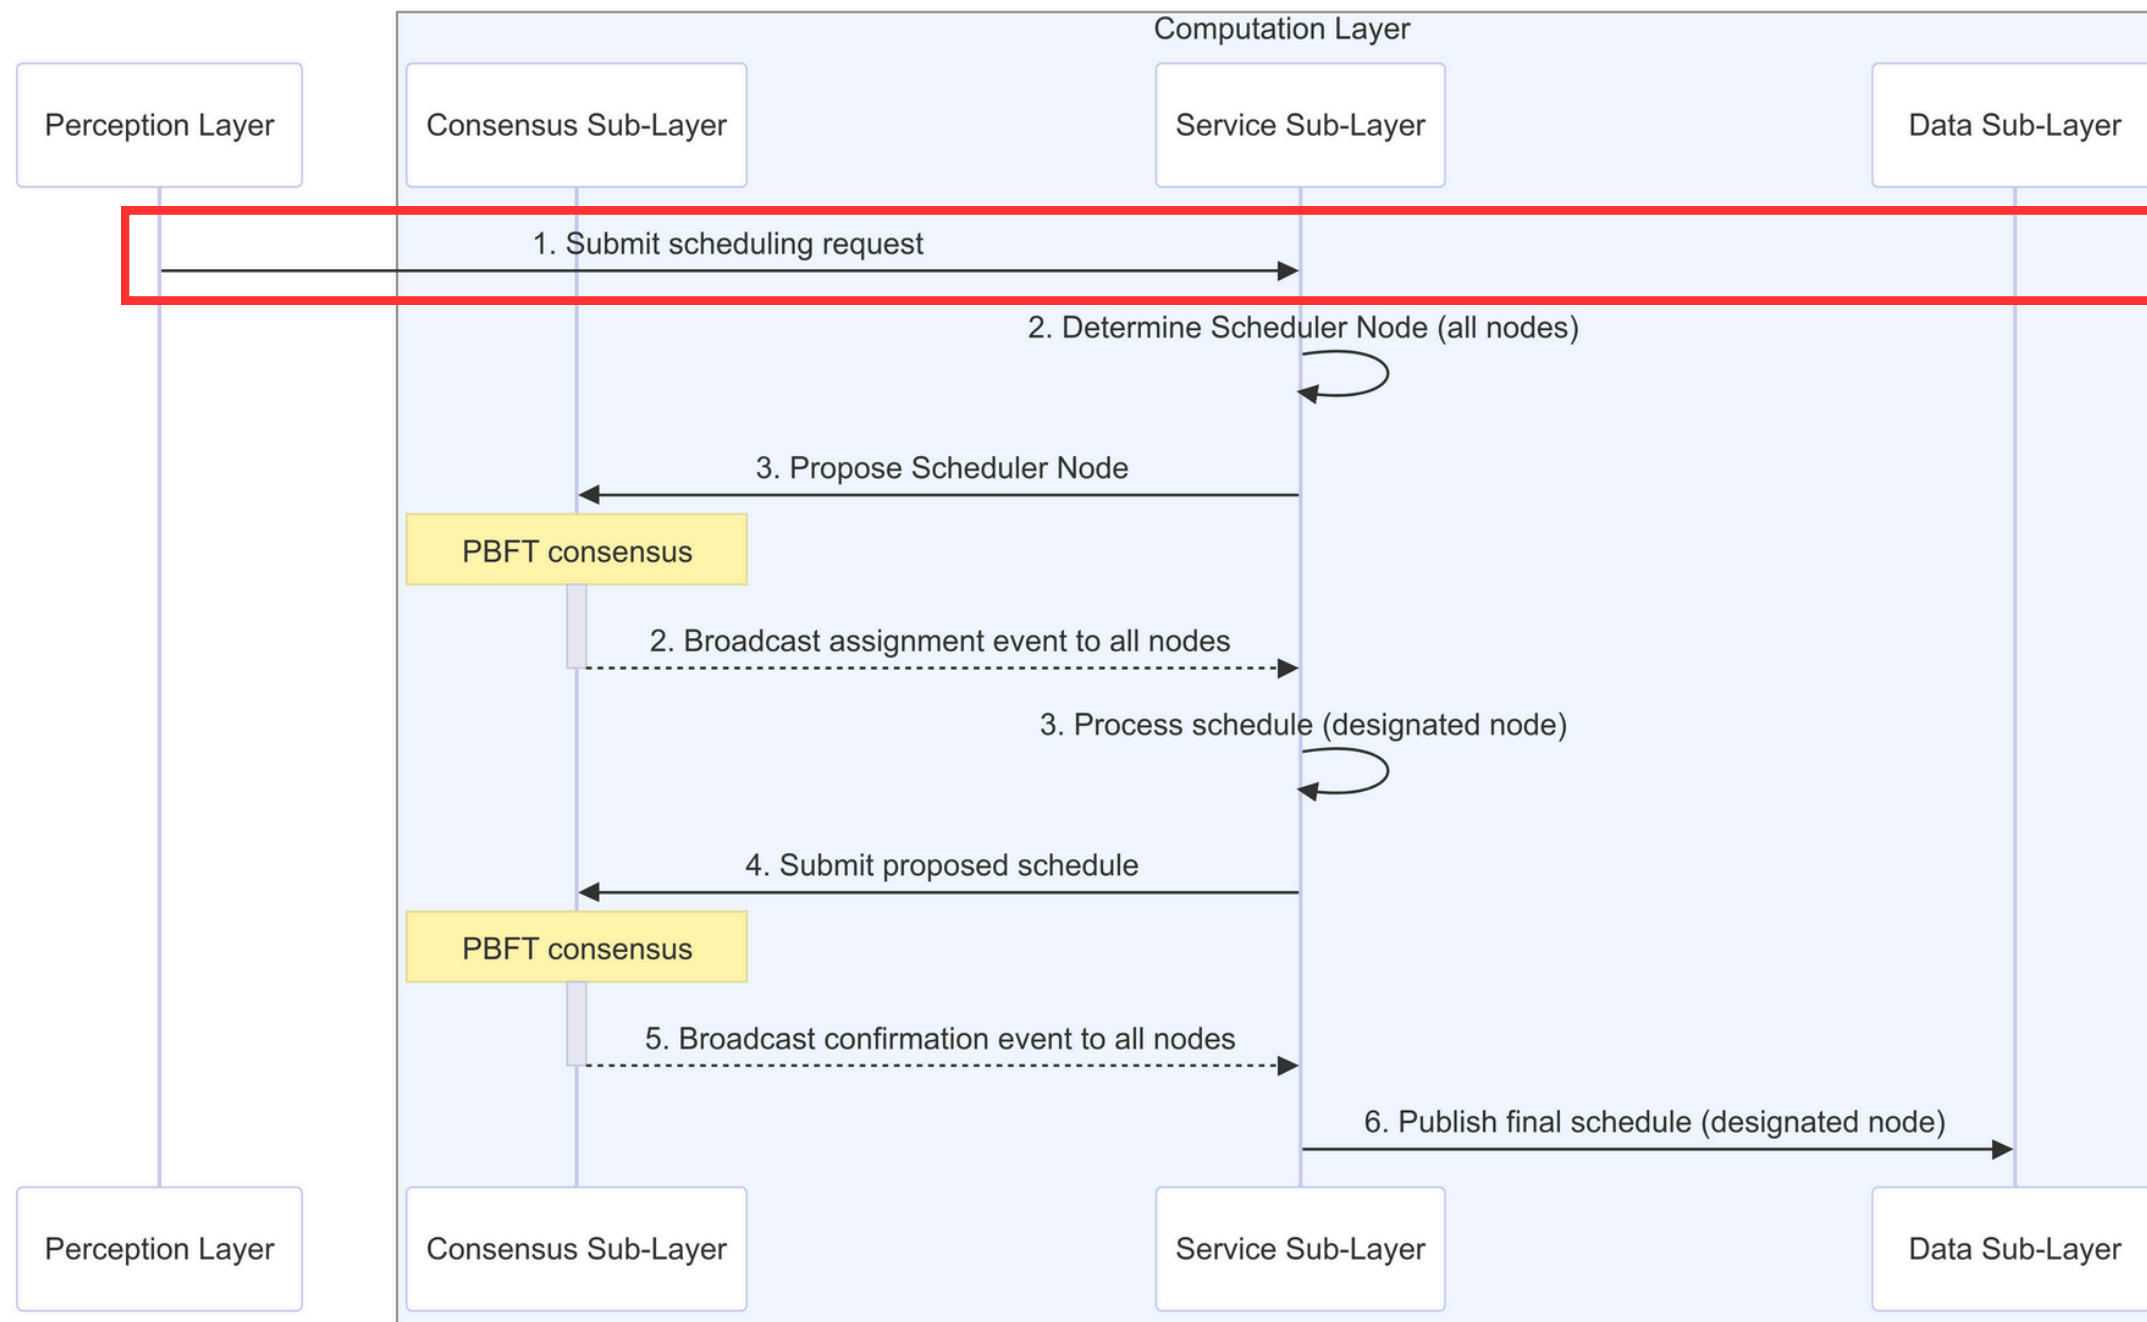 Computation Layer
Perception Layer
Consensus Sub-Layer
Service Sub-Layer
Data Sub-Layer
1. Submit scheduling request
2. Determine Scheduler Node (all nodes)
3. Propose Scheduler Node
PBFT consensus
2. Broadcast assignment event to all nodes
3. Process schedule (designated node)
4. Submit proposed schedule
PBFT consensus
5. Broadcast confirmation event to all nodes
6. Publish final schedule (designated node)
Perception Layer
Consensus Sub-Layer
Service Sub-Layer
Data Sub-Layer